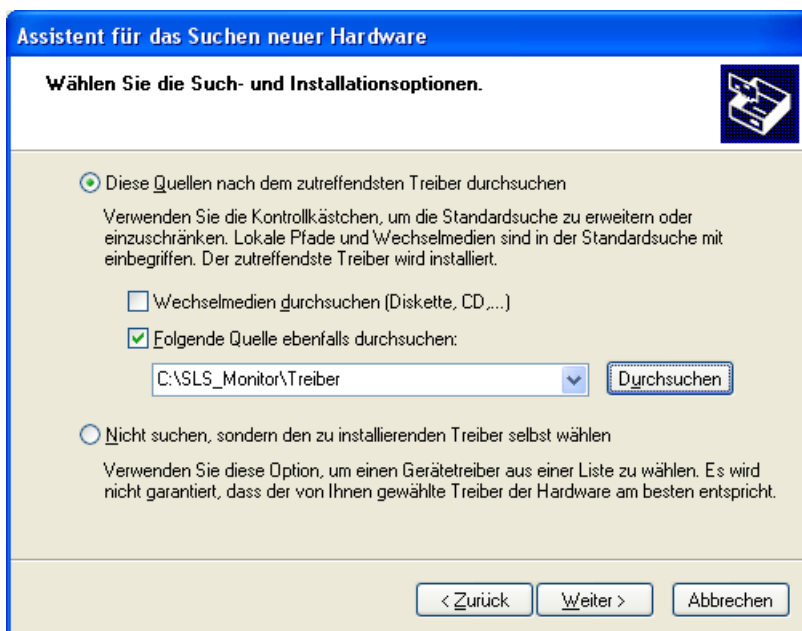 Assistent für das Suchen neuer Hardware
Wählen Sie die Such- und Installationsoptionen.
Diese Quellen nach dem zutreffendsten Treiber durchsuchen
Verwenden Sie die Kontrollkästchen, um die Standardsuche zu erweitern oder
einzuschränken. Lokale Pfade und Wechselmedien sind in der Standardsuche mit
einbegriffen. Der zutreffendste Treiber wird installiert.
Wechselmedien durchsuchen (Diskette, CD,...)
Folgende Quelle ebenfalls durchsuchen:
C:\SLS_Monitor\Treiber Durchsuchen
Nicht suchen, sondern den zu installierenden Treiber selbst wählen
Verwenden Sie diese Option, um einen Gerätetreiber aus einer Liste zu wählen. Es wird
nicht garantiert, dass der von Ihnen gewählte Treiber der Hardware am besten entspricht.
< Zurück Weiter > Abbrechen